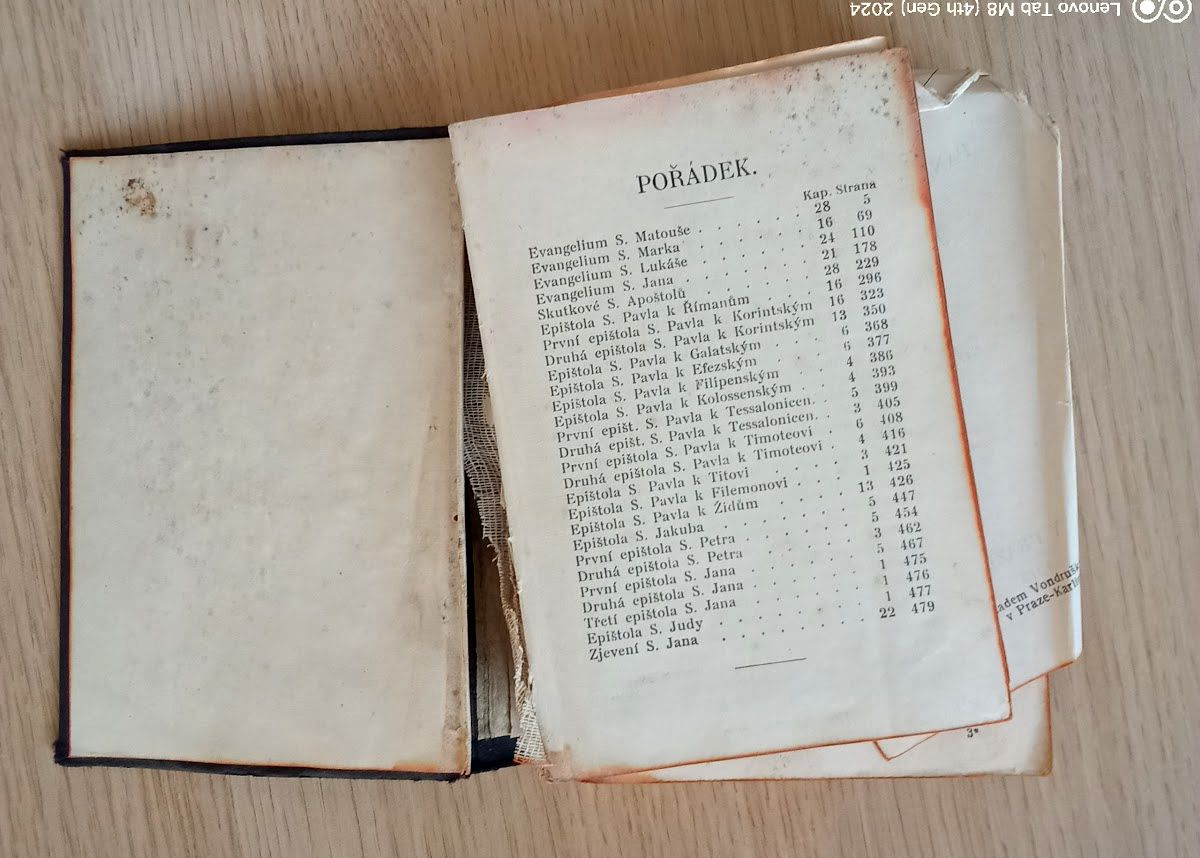 POŘÁDEK.
Kap. Strana
Evangelium S. Matouše . . . . . . . 28 5
Evangelium S. Marka . . . . . . . 16 69
Evangelium S. Lukáše . . . . . . . 24 110
Evangelium S. Jana . . . . . . . 21 178
Skutkové S. Apoštolů . . . . . . . 28 229
Epištola S. Pavla k Římanům . . . . 16 296
První epištola S. Pavla k Korintským 16 323
Druhá epištola S. Pavla k Korintským 13 350
Epištola S. Pavla k Galatským . . . 6 368
Epištola S. Pavla k Efezským . . . 6 377
Epištola S. Pavla k Filipenským . . . 4 386
Epištola S. Pavla k Kolossenským . . 4 393
První epišt. S. Pavla k Tessalonicen. . 5 399
Druhá epišt. S. Pavla k Tessalonicen. . 3 405
První epištola S. Pavla k Timoteovi . 6 408
Druhá epištola S. Pavla k Timoteovi . 4 416
Epištola S. Pavla k Titovi . . . . 3 421
Epištola S. Pavla k Filemonovi . . . . 1 425
Epištola S. Pavla k Židům . . . . 13 426
Epištola S. Jakuba . . . . . . . 5 447
První epištola S. Petra . . . . . . 5 454
Druhá epištola S. Petra . . . . . . 3 462
První epištola S. Jana . . . . . . 5 467
Druhá epištola S. Jana . . . . . . 1 475
Třetí epištola S. Jana . . . . . . 1 476
Epištola S. Judy . . . . . . . 1 477
Zjevení S. Jana . . . . . . . 22 479
ladem Vondrušk
v Praze-Karlí
3*
Lenovo Tab M8 (4th Gen) 2024